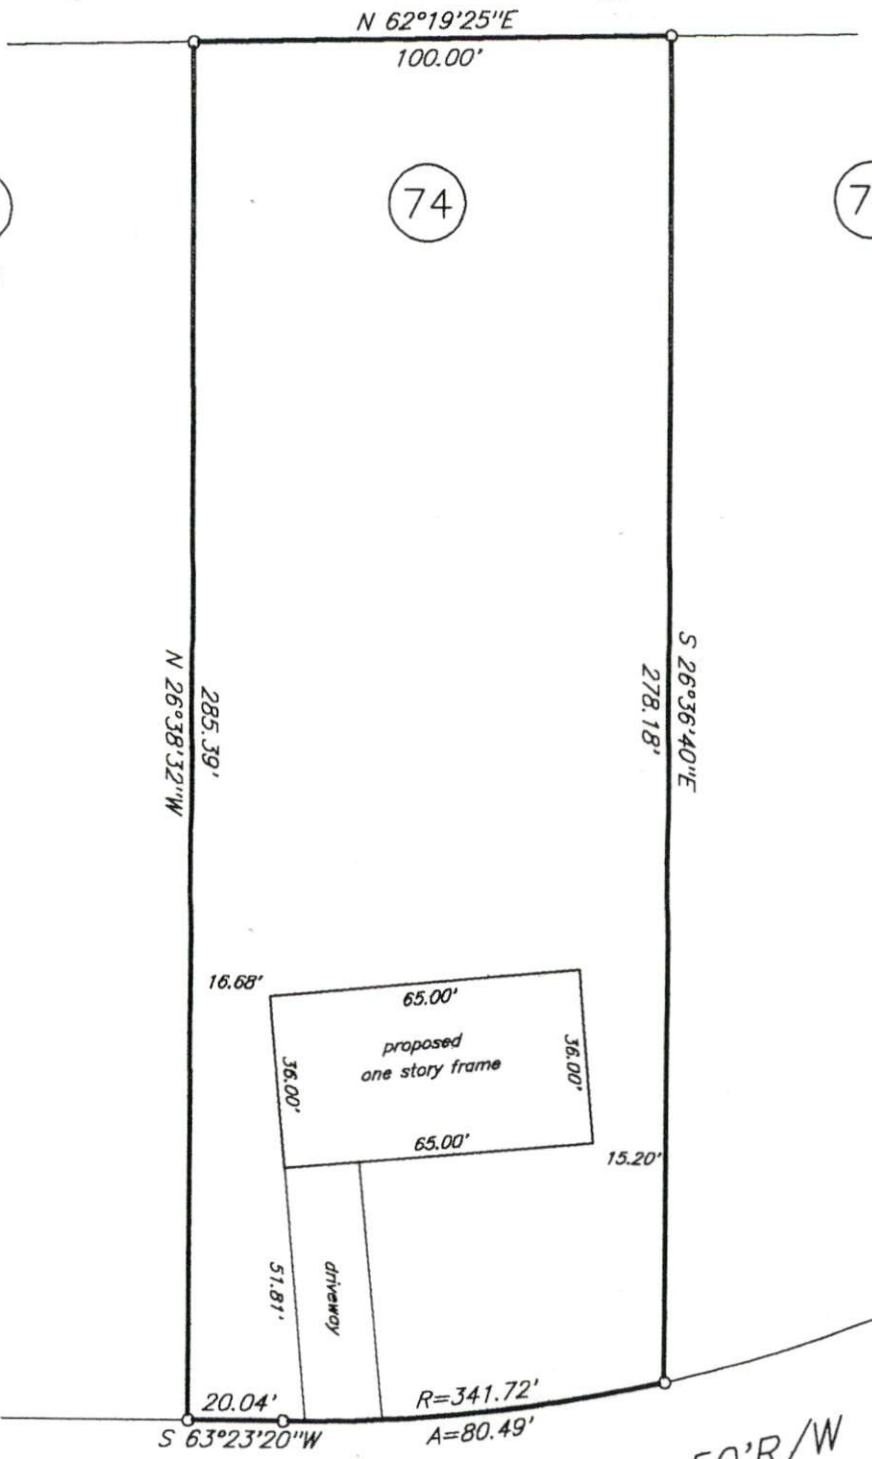 N 62°19'25"E
100.00'
74
7
N 26°38'32"W
285.39'
S 26°36'40"E
278.18'
16.68'
65.00'
proposed
one story frame
36.00'
36.00'
65.00'
15.20'
51.81'
driveway
20.04'
R=341.72'
S 63°23'20"W
A=80.49'
50'R/W